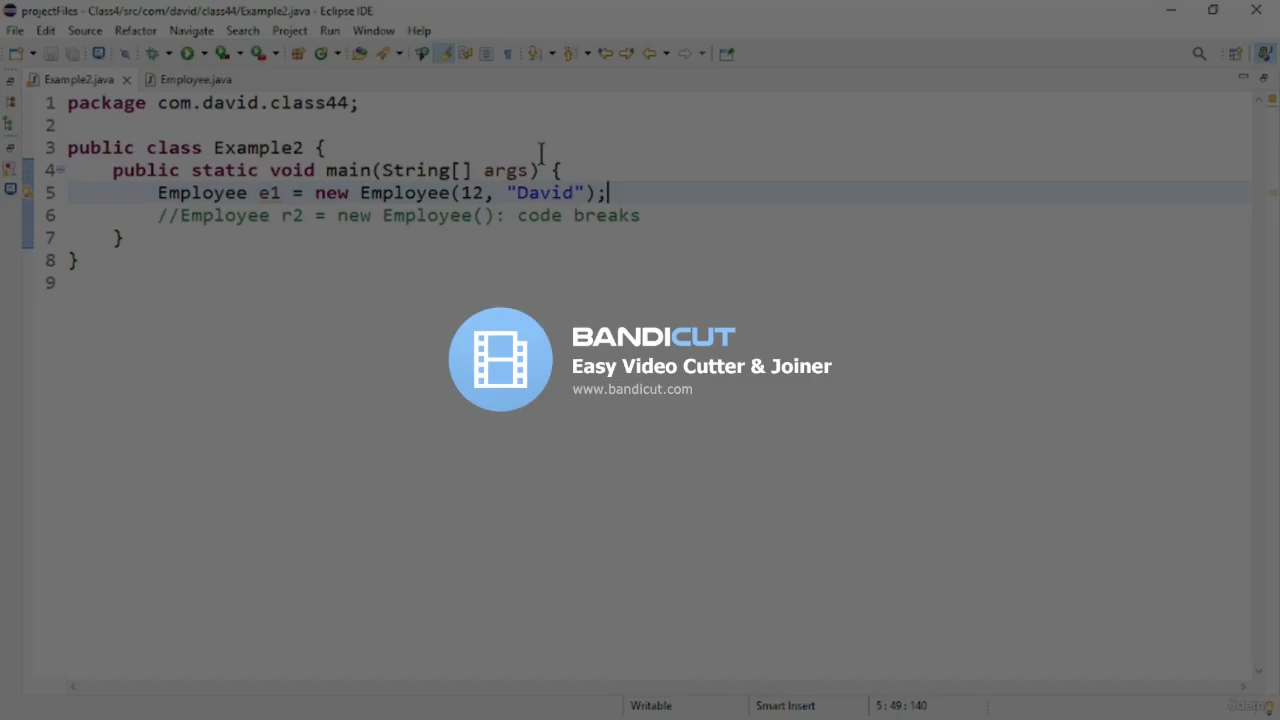 projectFiles - Class4/src/com/david/class44/Example2.java - Eclipse IDE
File Edit Source Refactor Navigate Search Project Run Window Help
Example2.java Employee.java
1 package com.david.class44;
2
3 public class Example2 {
4 public static void main(String[] args) {
5 Employee e1 = new Employee(12, "David");
6 //Employee r2 = new Employee(): code breaks
7 }
8 }
9
BANDICUT
Easy Video Cutter & Joiner
www.bandicut.com
Writable Smart Insert 5 : 49 : 140